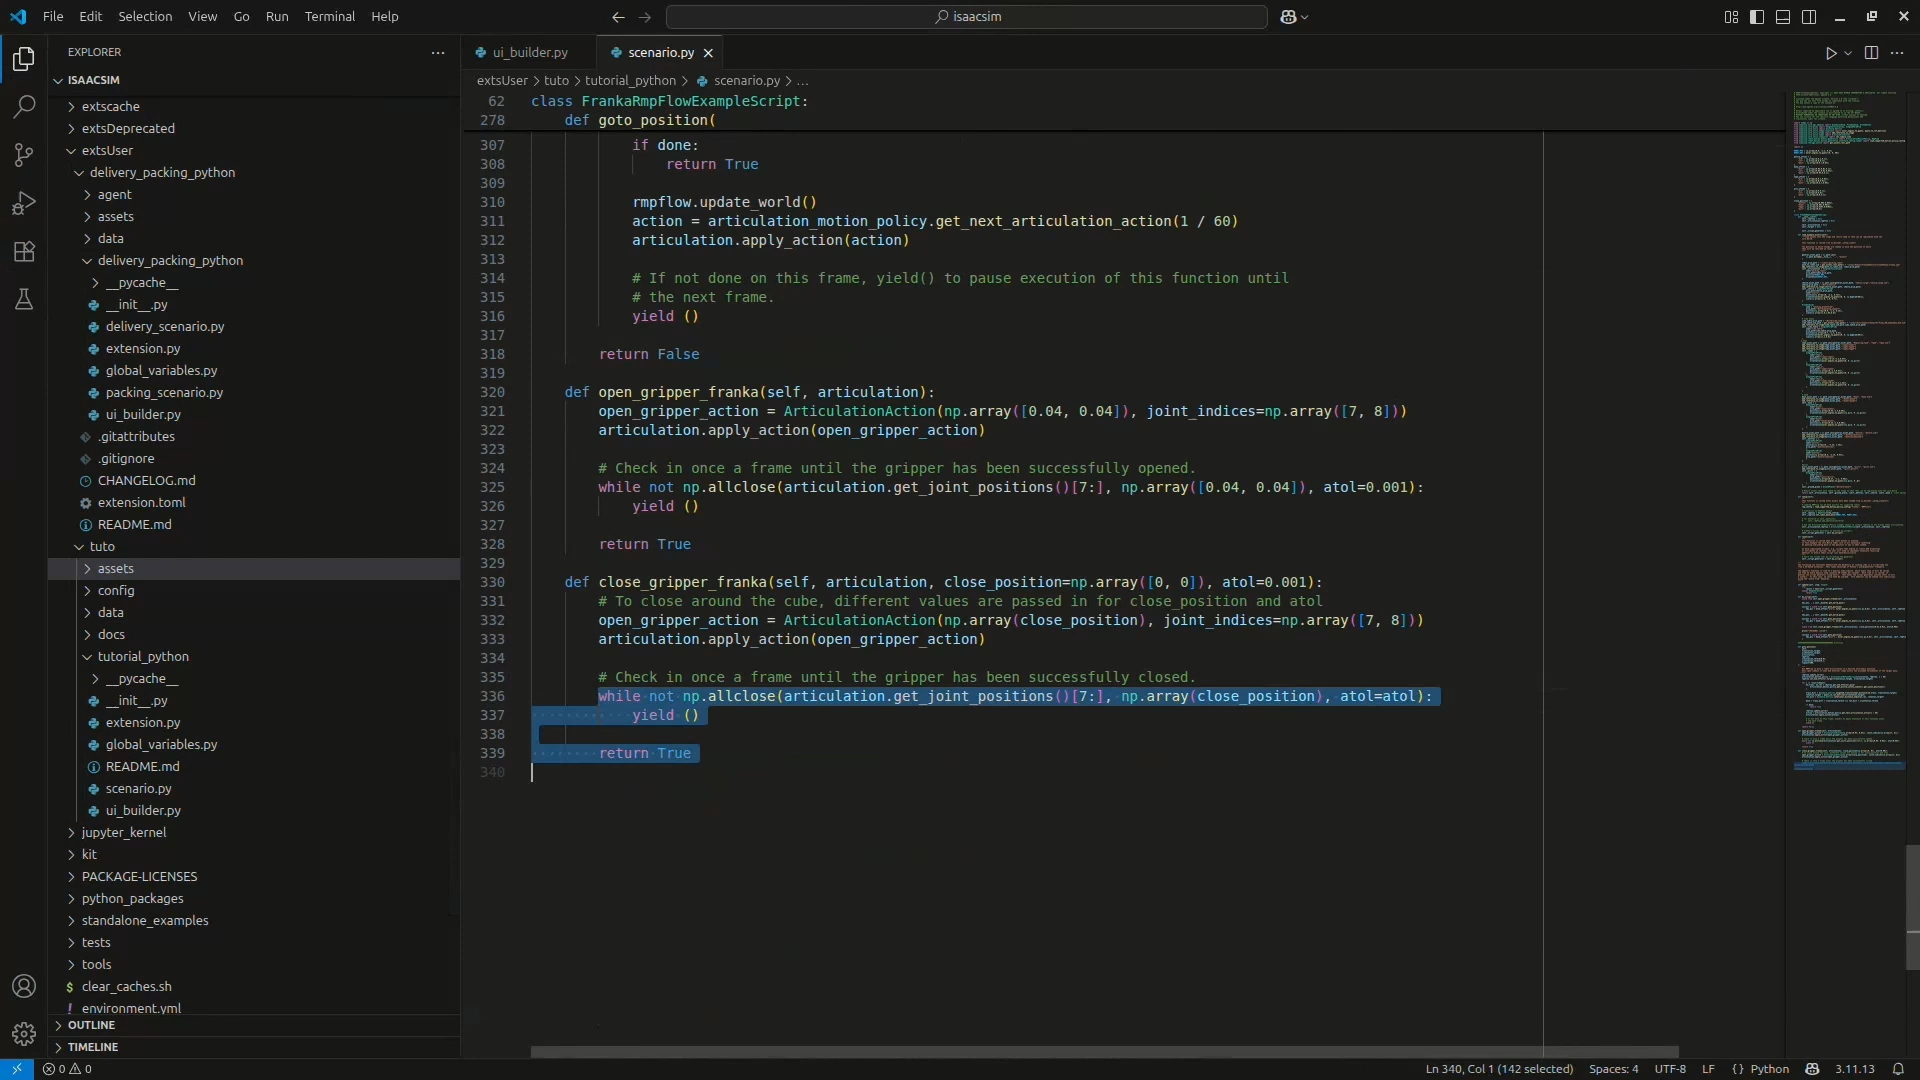 File Edit Selection View Go Run Terminal Help
isaacsim
EXPLORER
ISAACSIM
extscache
extsDeprecated
extsUser
delivery_packing_python
agent
assets
data
delivery_packing_python
__pycache__
__init__.py
delivery_scenario.py
extension.py
global_variables.py
packing_scenario.py
ui_builder.py
.gitattributes
.gitignore
CHANGELOG.md
extension.toml
README.md
tuto
assets
config
data
docs
tutorial_python
__pycache__
__init__.py
extension.py
global_variables.py
README.md
scenario.py
ui_builder.py
jupyter_kernel
kit
PACKAGE-LICENSES
python_packages
standalone_examples
tests
tools
clear_caches.sh
environment.yml
OUTLINE
TIMELINE
ui_builder.py scenario.py
extsUser > tuto > tutorial_python > scenario.py > ...
62 class FrankaRmpFlowExampleScript:
278 def goto_position(
307 if done:
308 return True
309
310 rmpflow.update_world()
311 action = articulation_motion_policy.get_next_articulation_action(1 / 60)
312 articulation.apply_action(action)
313
314 # If not done on this frame, yield() to pause execution of this function until
315 # the next frame.
316 yield ()
317
318 return False
319
320 def open_gripper_franka(self, articulation):
321 open_gripper_action = ArticulationAction(np.array([0.04, 0.04]), joint_indices=np.array([7, 8]))
322 articulation.apply_action(open_gripper_action)
323
324 # Check in once a frame until the gripper has been successfully opened.
325 while not np.allclose(articulation.get_joint_positions()[7:], np.array([0.04, 0.04]), atol=0.001):
326 yield ()
327
328 return True
329
330 def close_gripper_franka(self, articulation, close_position=np.array([0, 0]), atol=0.001):
331 # To close around the cube, different values are passed in for close_position and atol
332 open_gripper_action = ArticulationAction(np.array(close_position), joint_indices=np.array([7, 8]))
333 articulation.apply_action(open_gripper_action)
334
335 # Check in once a frame until the gripper has been successfully closed.
336 while not np.allclose(articulation.get_joint_positions()[7:], np.array(close_position), atol=atol):
337 yield ()
338
339 return True
340
0 0 Ln 340, Col 1 (142 selected) Spaces: 4 UTF-8 LF {} Python 3.11.13